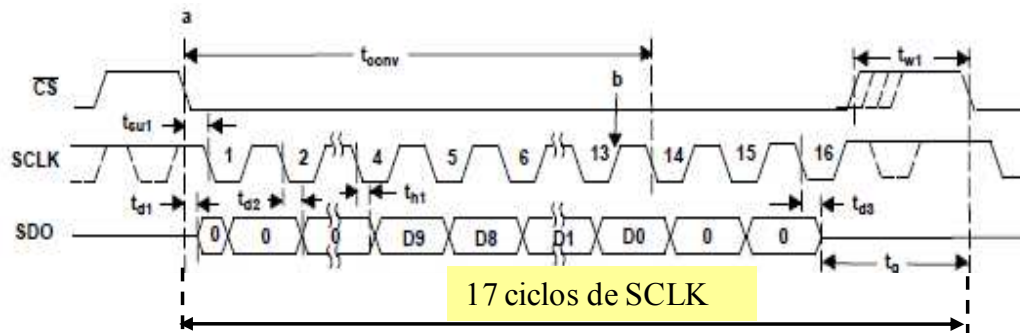 a
t_conv
t_w1
CS
b
t_su1
SCLK 1 2 4 5 6 13 14 15 16
t_d1 t_d2 t_h1 t_d3
SDO 0 0 0 D9 D8 D1 D0 0 0
t_q
17 ciclos de SCLK